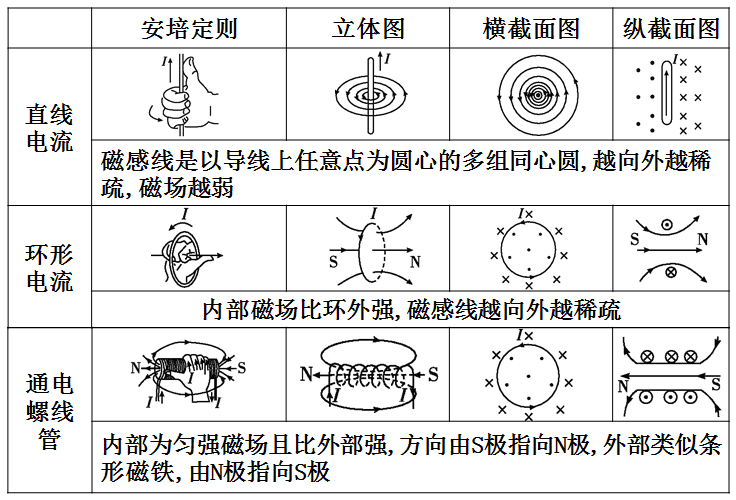 安培定则 立体图 横截面图 纵截面图
直线
电流
I I I
磁感线是以导线上任意点为圆心的多组同心圆,越向外越稀
疏,磁场越弱
环形
电流
I I I
S N S N
内部磁场比环外强,磁感线越向外越稀疏
通电
螺线
管
I
N S N S N S
I I I I I
内部为匀强磁场且比外部强,方向由S极指向N极,外部类似条
形磁铁,由N极指向S极